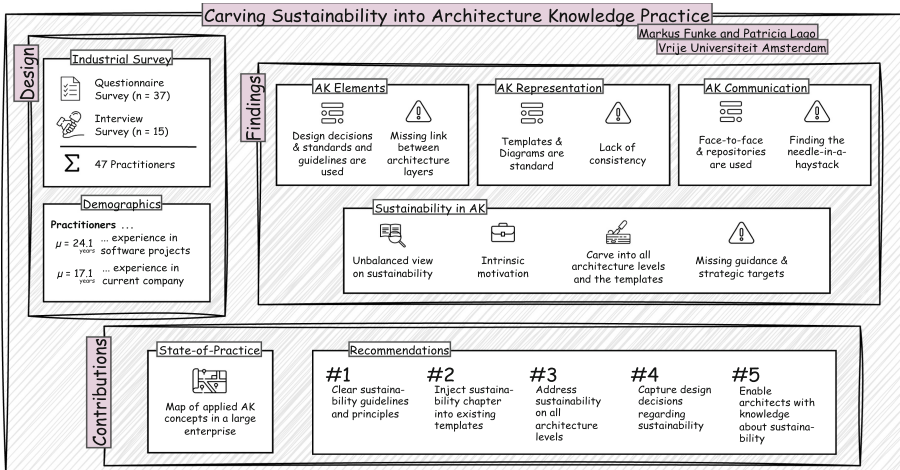 Carving Sustainability into Architecture Knowledge Practice
Markus Funke and Patricia Lago
Vrije Universiteit Amsterdam
Design
Industrial Survey
Questionnaire
Survey (n = 37)
Interview
Survey (n = 15)
Σ 47 Practitioners
Demographics
Practitioners ...
μ = 24.1 years ... experience in
software projects
μ = 17.1 years ... experience in
current company
Findings
AK Elements
Design decisions
& standards and
guidelines are
used
Missing link
between
architecture
layers
AK Representation
Templates &
Diagrams are
standard
Lack of
consistency
AK Communication
Face-to-face
& repositories
are used
Finding the
needle-in-a-
haystack
Sustainability in AK
Unbalanced view
on sustainability
Intrinsic
motivation
Carve into all
architecture levels
and the templates
Missing guidance &
strategic targets
Contributions
State-of-Practice
Map of applied AK
concepts in a large
enterprise
Recommendations
#1
Clear sustaina-
bility guidelines
and principles
#2
Inject sustaina-
bility chapter
into existing
templates
#3
Address
sustainability
on all
architecture
levels
#4
Capture design
decisions
regarding
sustainability
#5
Enable
architects with
knowledge
about sustaina-
bility